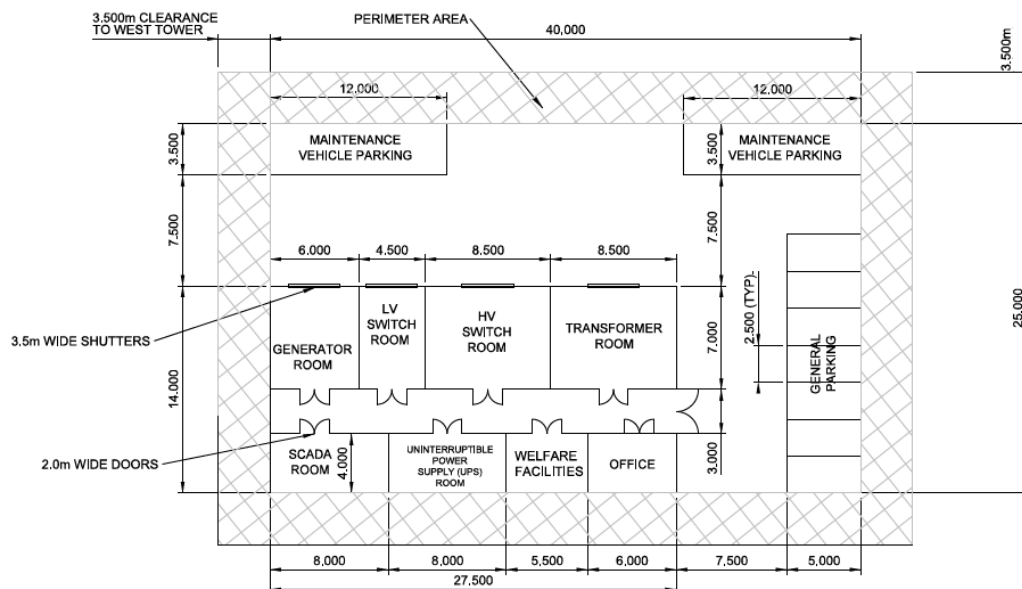 3.500m CLEARANCE
TO WEST TOWER
PERIMETER AREA
40,000
3.500m
12.000
12.000
3.500
MAINTENANCE
VEHICLE PARKING
3.500
MAINTENANCE
VEHICLE PARKING
7.500
7.500
6.000
4.500
8.500
8.500
3.5m WIDE SHUTTERS
14.000
GENERATOR
ROOM
LV
SWITCH
ROOM
HV
SWITCH
ROOM
TRANSFORMER
ROOM
7.000
2.500 (TYP)
GENERAL
PARKING
25,000
2.0m WIDE DOORS
SCADA
ROOM
4.000
UNINTERRUPTIBLE
POWER
SUPPLY (UPS)
ROOM
WELFARE
FACILITIES
OFFICE
3.000
8,000
8,000
5,500
6,000
7,500
5,000
27,500